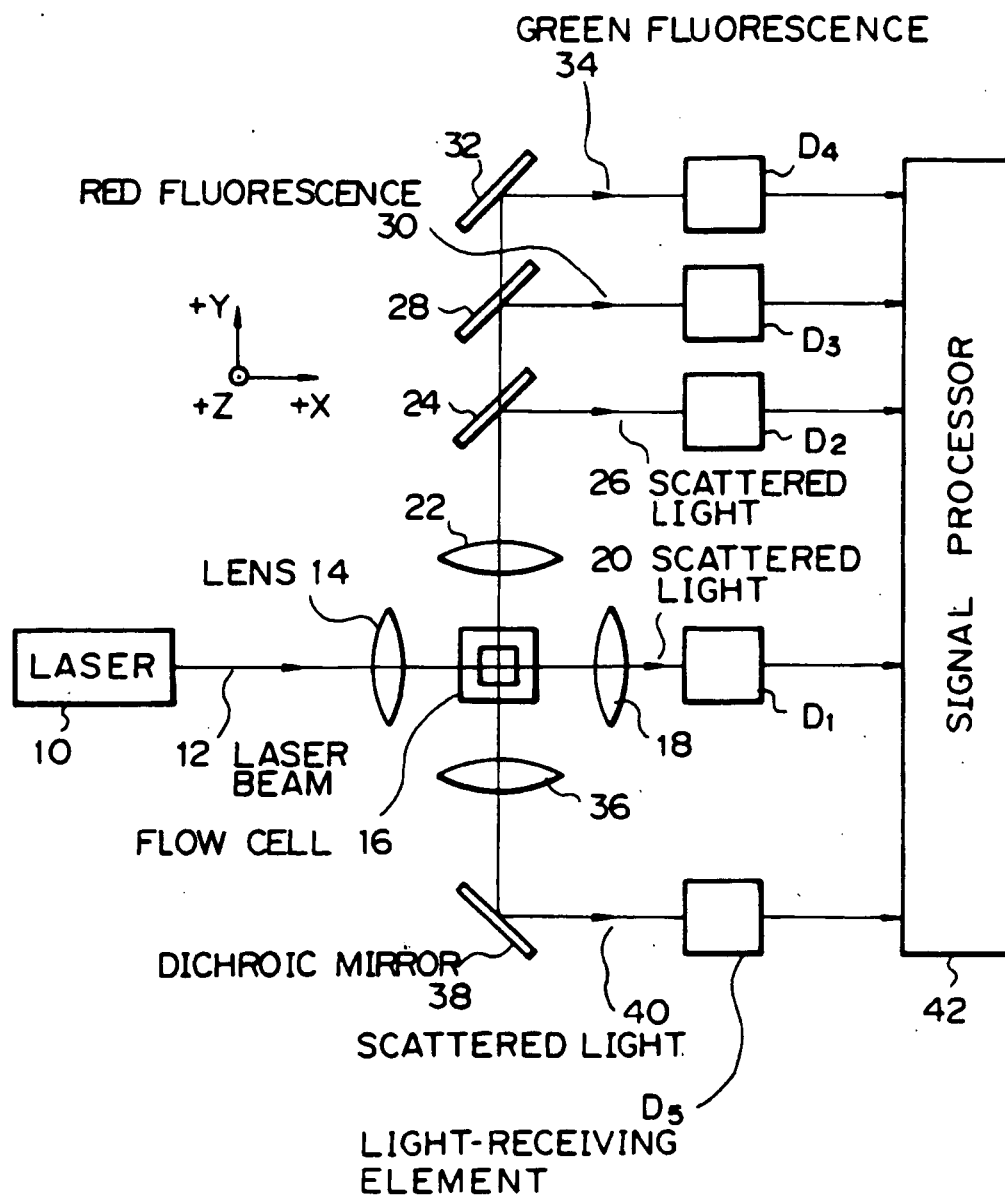 GREEN FLUORESCENCE
34
32
D4
RED FLUORESCENCE
30
28
D3
+Y
+Z
+X
24
D2
26 SCATTERED
LIGHT
22
20 SCATTERED
LIGHT
LENS 14
LASER
10
12 LASER
BEAM
18
D1
36
FLOW CELL 16
SIGNAL PROCESSOR
DICHROIC MIRROR
38
40
SCATTERED LIGHT
42
D5
LIGHT-RECEIVING
ELEMENT